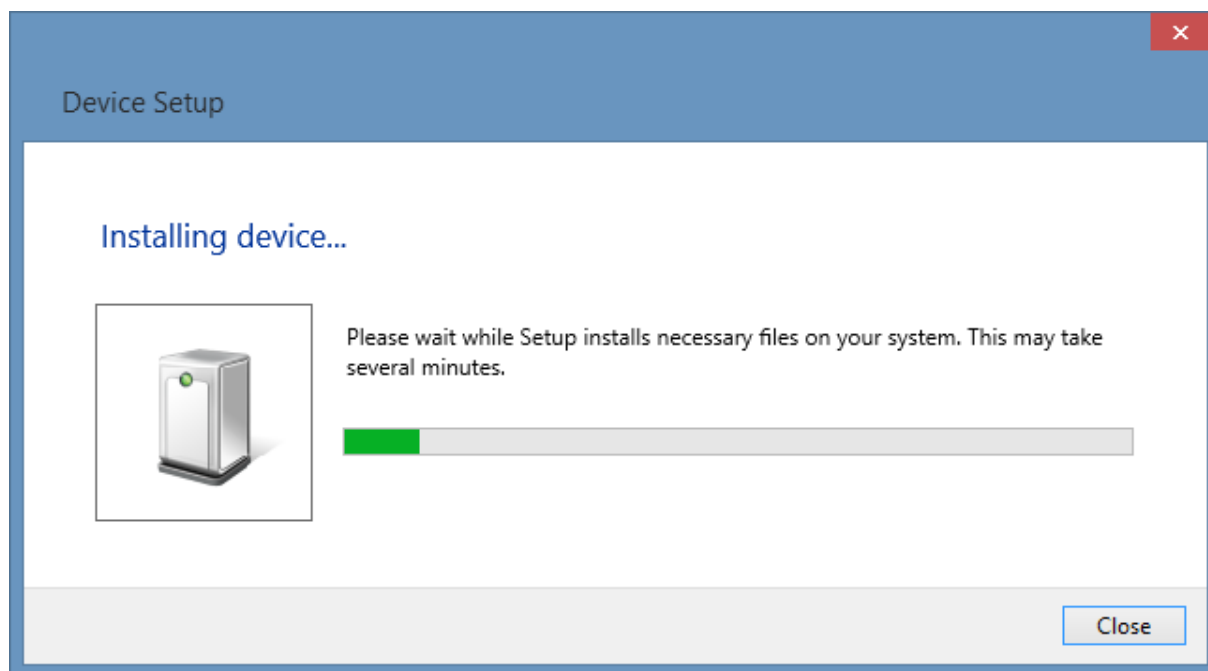 Device Setup
Installing device...
Please wait while Setup installs necessary files on your system. This may take
several minutes.
Close